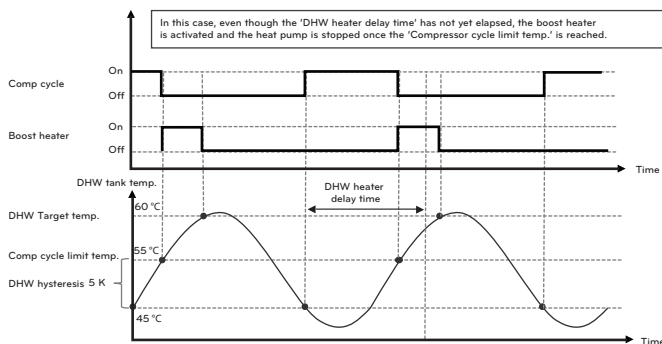 In this case, even though the 'DHW heater delay time' has not yet elapsed, the boost heater
is activated and the heat pump is stopped once the 'Compressor cycle limit temp.' is reached.
Comp cycle
On
Off
Boost heater
On
Off
Time
DHW tank temp.
DHW heater
delay time
DHW Target temp.
60 °C
Comp cycle limit temp.
55 °C
DHW hysteresis 5 K
45 °C
Time